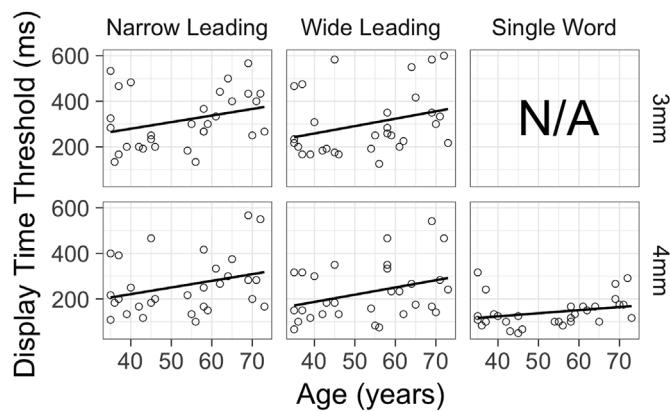 Narrow Leading Wide Leading Single Word
Display Time Threshold (ms)
600
400
200
N/A
3mm
600
400
200
4mm
40 50 60 70 40 50 60 70 40 50 60 70
Age (years)